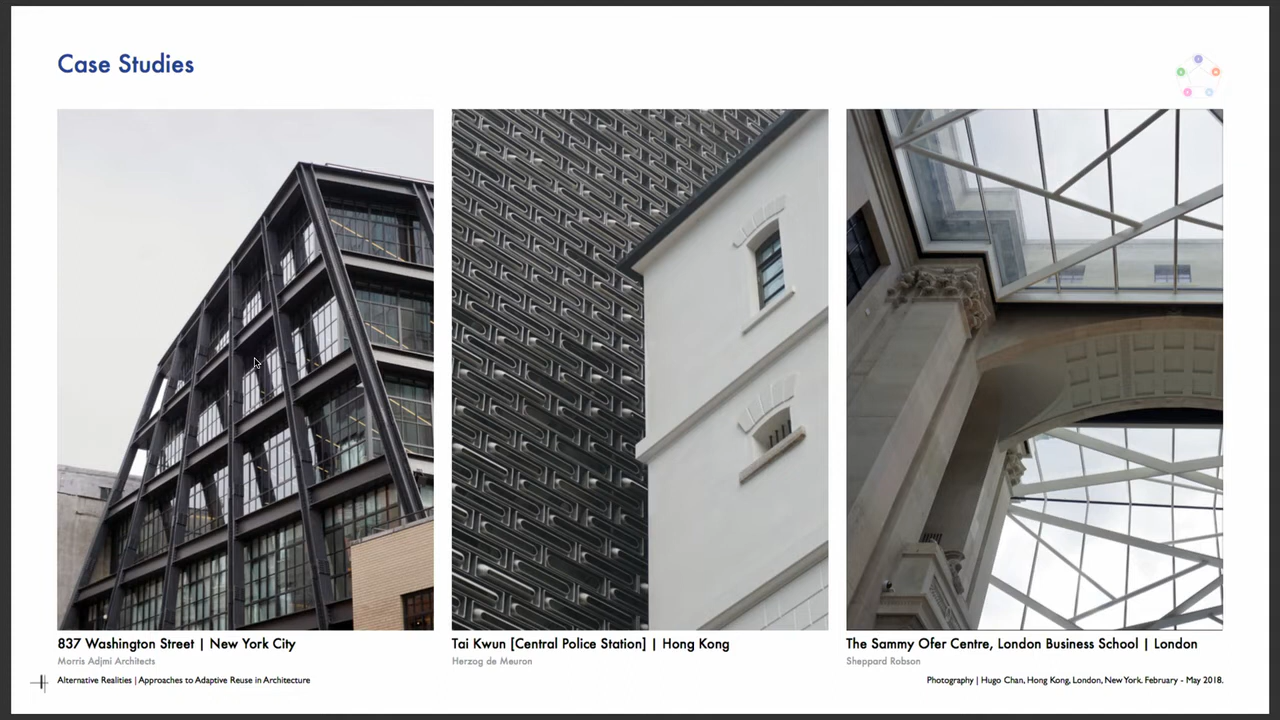 Case Studies
837 Washington Street | New York City
Morris Adjmi Architects
Tai Kwun [Central Police Station] | Hong Kong
Herzog de Meuron
The Sammy Ofer Centre, London Business School | London
Sheppard Robson
Alternative Realities | Approaches to Adaptive Reuse in Architecture
Photography | Hugo Chan, Hong Kong, London, New York. February - May 2018.